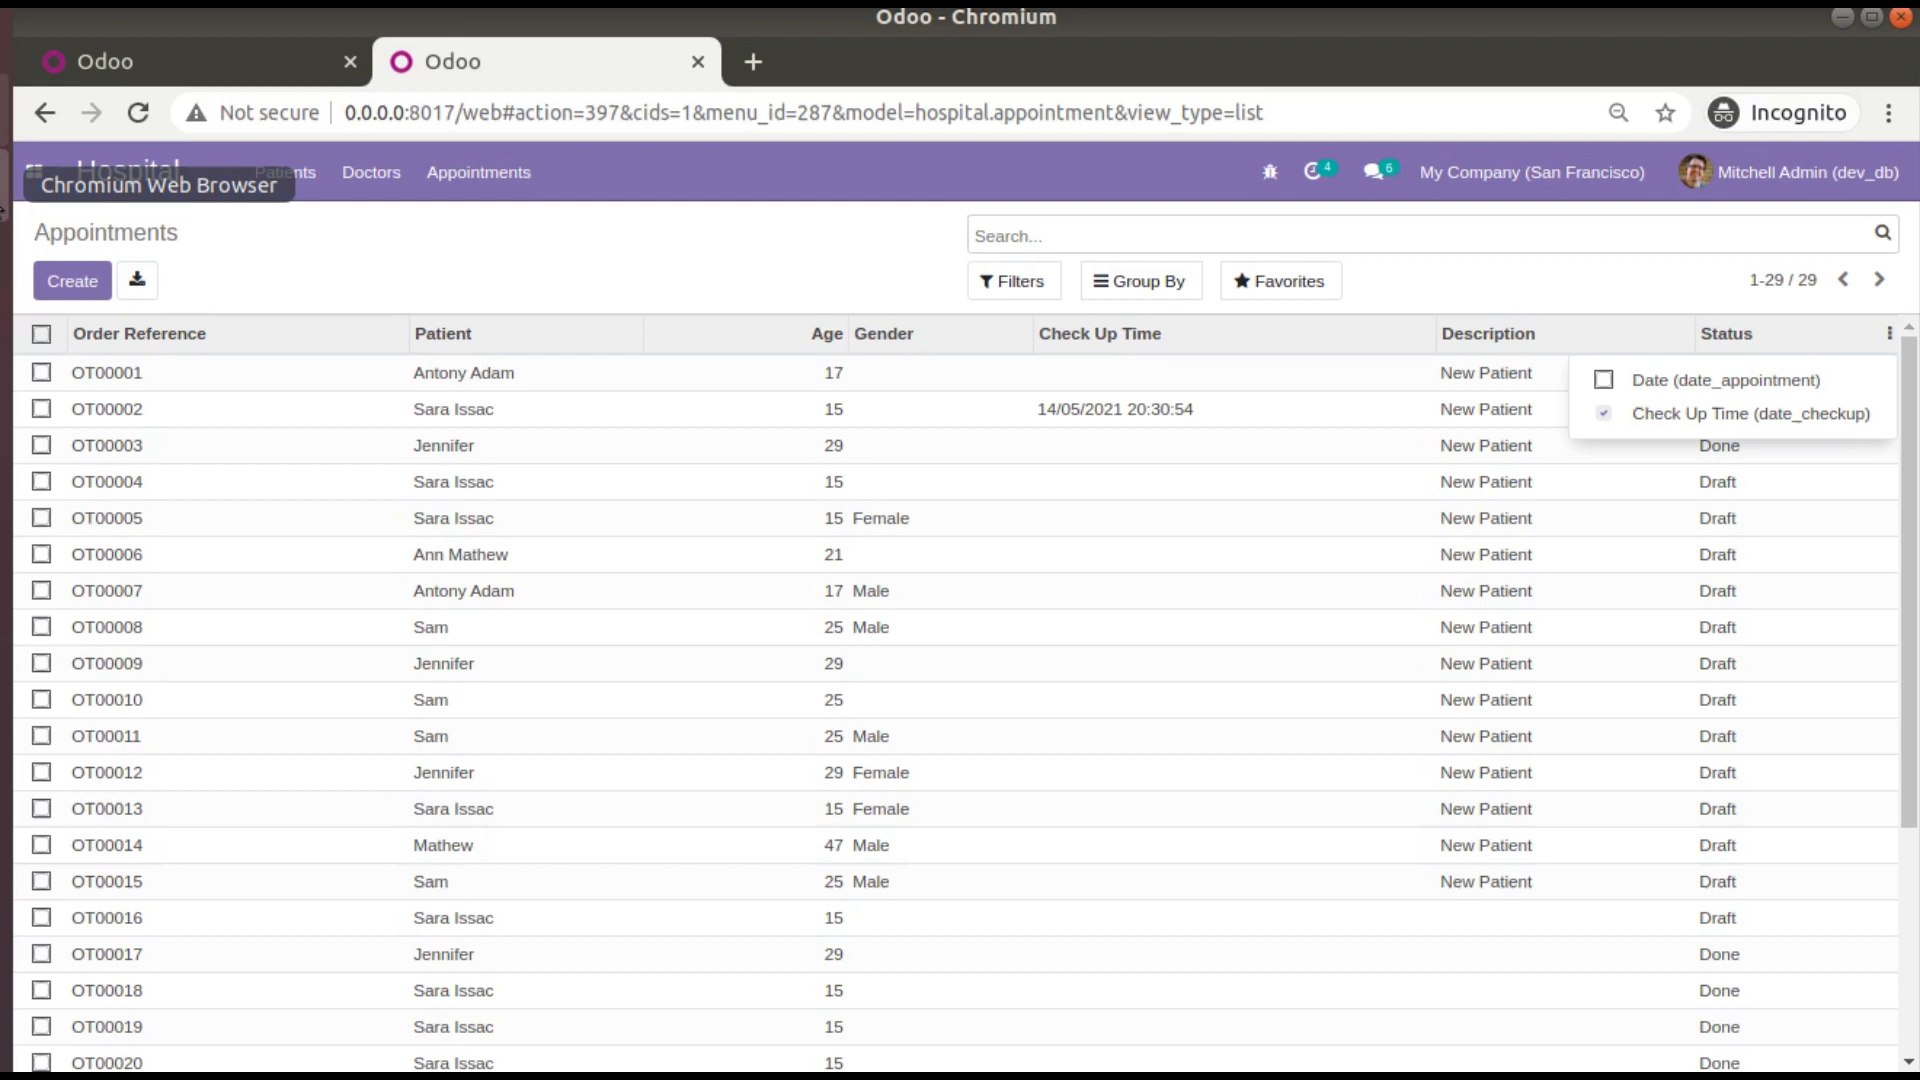 Odoo - Chromium
Odoo
Odoo
Not secure 0.0.0.0:8017/web#action=397&cids=1&menu_id=287&model=hospital.appointment&view_type=list Incognito
Hospital Patients Doctors Appointments 4 6 My Company (San Francisco) Mitchell Admin (dev_db)
Chromium Web Browser
Appointments Search...
Create Filters Group By Favorites 1-29 / 29
Order Reference Patient Age Gender Check Up Time Description Status
OT00001 Antony Adam 17 New Patient
Date (date_appointment)
OT00002 Sara Issac 15 14/05/2021 20:30:54 New Patient
Check Up Time (date_checkup)
OT00003 Jennifer 29 New Patient Done
OT00004 Sara Issac 15 New Patient Draft
OT00005 Sara Issac 15 Female New Patient Draft
OT00006 Ann Mathew 21 New Patient Draft
OT00007 Antony Adam 17 Male New Patient Draft
OT00008 Sam 25 Male New Patient Draft
OT00009 Jennifer 29 New Patient Draft
OT00010 Sam 25 New Patient Draft
OT00011 Sam 25 Male New Patient Draft
OT00012 Jennifer 29 Female New Patient Draft
OT00013 Sara Issac 15 Female New Patient Draft
OT00014 Mathew 47 Male New Patient Draft
OT00015 Sam 25 Male New Patient Draft
OT00016 Sara Issac 15 Draft
OT00017 Jennifer 29 Done
OT00018 Sara Issac 15 Done
OT00019 Sara Issac 15 Done
OT00020 Sara Issac 15 Done